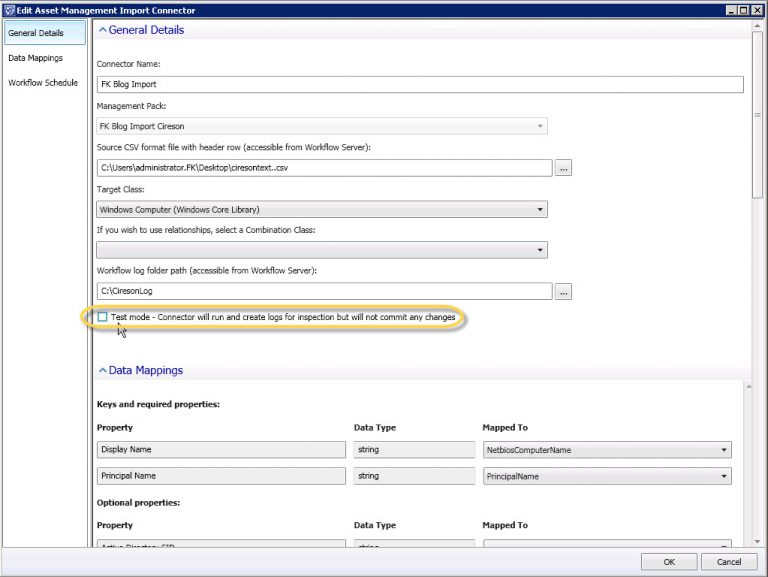 Edit Asset Management Import Connector
General Details
Data Mappings
Workflow Schedule
General Details
Connector Name:
FK Blog Import
Management Pack:
FK Blog Import Cireson
Source CSV format file with header row (accessible from Workflow Server):
C:\Users\administrator.FK\Desktop\ciresontext..csv
...
Target Class:
Windows Computer (Windows Core Library)
If you wish to use relationships, select a Combination Class:
Workflow log folder path (accessible from Workflow Server):
C:\CiresonLog
...
Test mode - Connector will run and create logs for inspection but will not commit any changes
Data Mappings
Keys and required properties:
Property Data Type Mapped To
Display Name string NetbiosComputerName
Principal Name string PrincipalName
Optional properties:
Property Data Type Mapped To
Active Directory SID string
OK Cancel